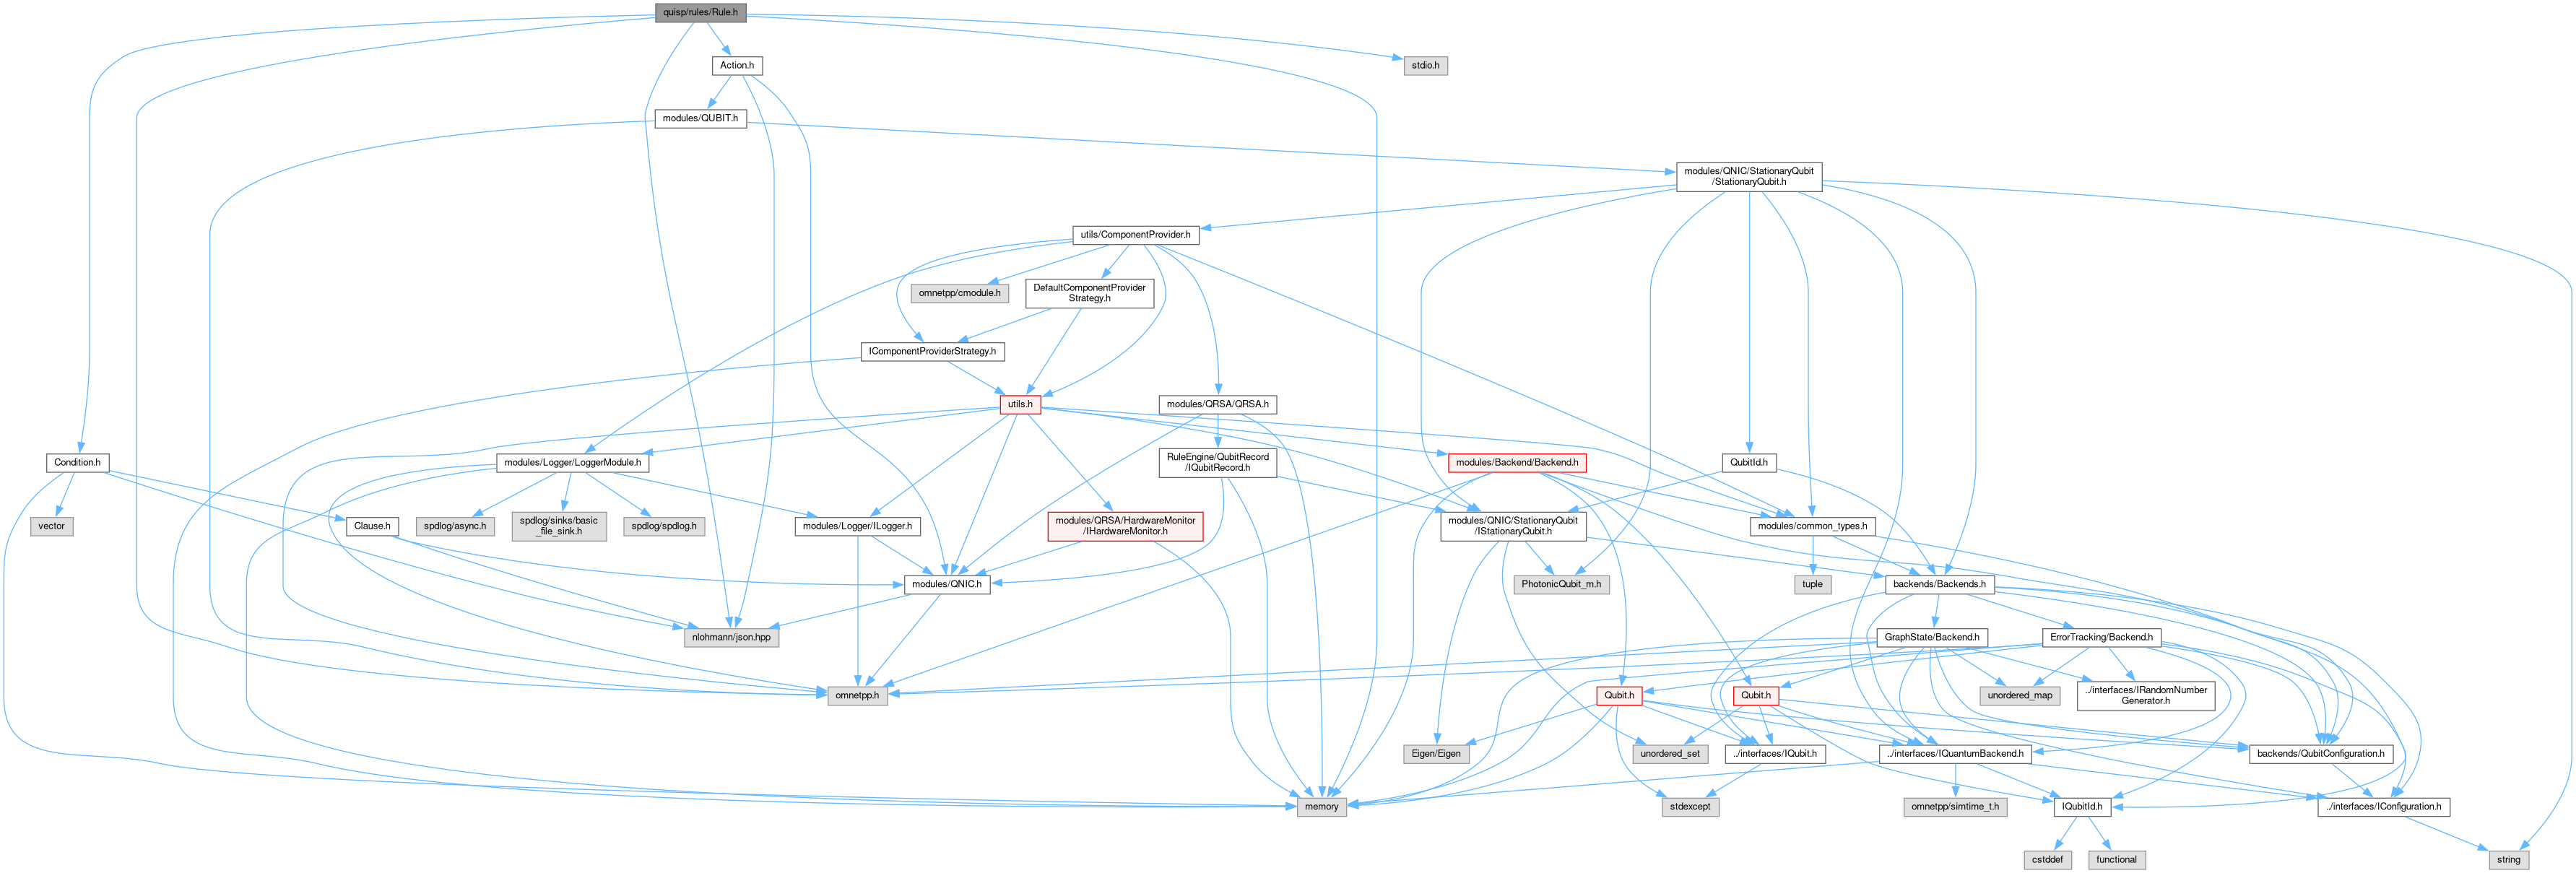 quisp/rules/Rule.h
Action.h
stdio.h
modules/QUBIT.h
modules/QNIC/StationaryQubit
/StationaryQubit.h
utils/ComponentProvider.h
omnetpp/cmodule.h
DefaultComponentProvider
Strategy.h
IComponentProviderStrategy.h
utils.h
modules/QRSA/QRSA.h
Condition.h
modules/Logger/LoggerModule.h
RuleEngine/QubitRecord
/IQubitRecord.h
modules/Backend/Backend.h
QubitId.h
vector
Clause.h
spdlog/async.h
spdlog/sinks/basic
_file_sink.h
spdlog/spdlog.h
modules/Logger/ILogger.h
modules/QRSA/HardwareMonitor
/IHardwareMonitor.h
modules/QNIC/StationaryQubit
/IStationaryQubit.h
modules/common_types.h
modules/QNIC.h
PhotonicQubit_m.h
tuple
backends/Backends.h
nlohmann/json.hpp
GraphState/Backend.h
ErrorTracking/Backend.h
omnetpp.h
Qubit.h
Qubit.h
unordered_map
../interfaces/IRandomNumber
Generator.h
Eigen/Eigen
unordered_set
../interfaces/IQubit.h
../interfaces/IQuantumBackend.h
backends/QubitConfiguration.h
memory
stdexcept
omnetpp/simtime_t.h
IQubitId.h
../interfaces/IConfiguration.h
cstddef
functional
string